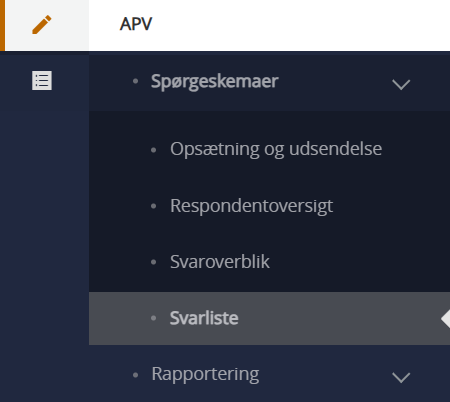 APV
Spørgeskemaer
Opsætning og udsendelse
Respondentoversigt
Svaroverblik
Svarliste
Rapportering